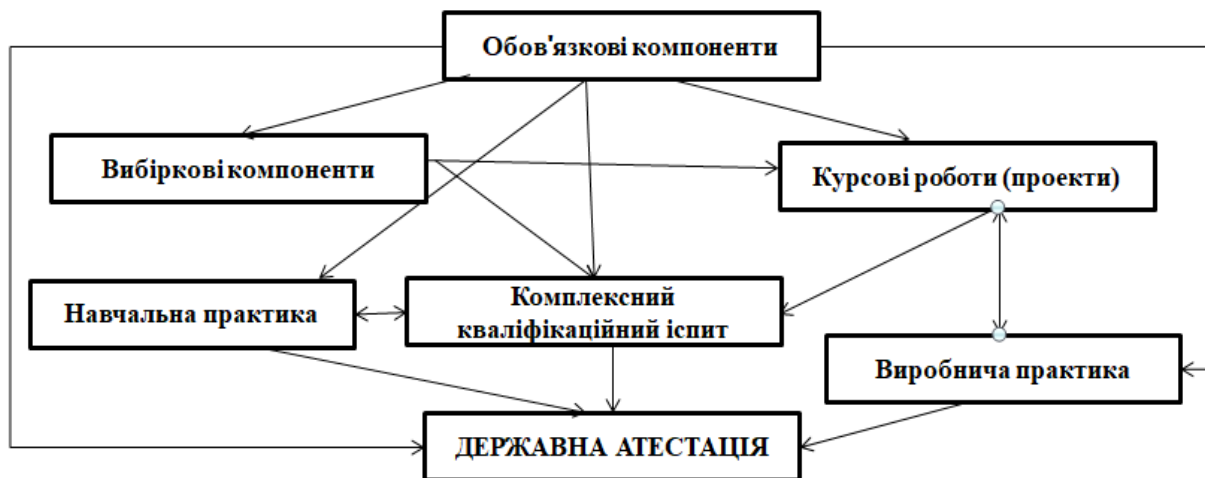 Обов'язкові компоненти
Вибіркові компоненти
Курсові роботи (проекти)
Навчальна практика
Комплексний
кваліфікаційний іспит
Виробнича практика
ДЕРЖАВНА АТЕСТАЦІЯ